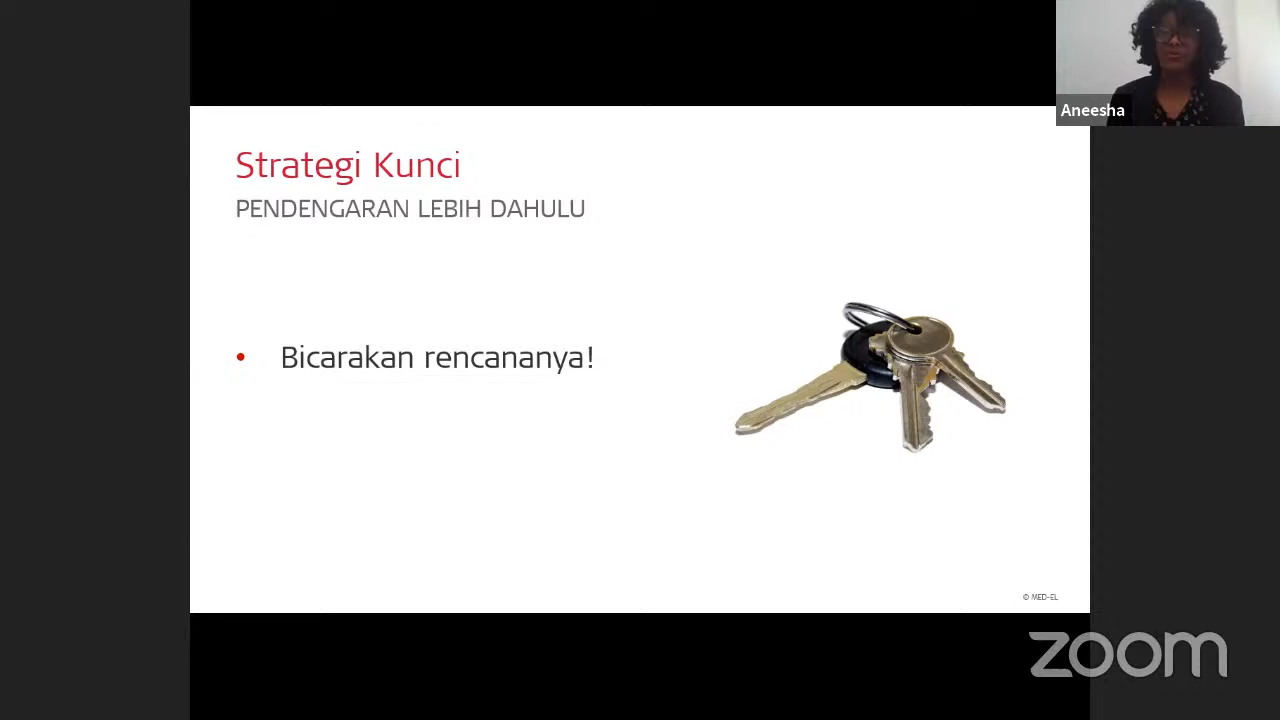 Aneesha
Strategi Kunci
PENDENGARAN LEBIH DAHULU
• Bicarakan rencananya!
© MED-EL
zoom